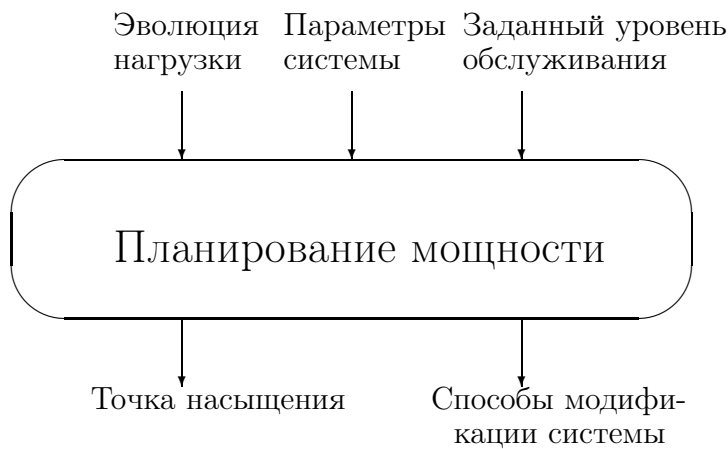 Эволюция Параметры Заданный уровень
нагрузки системы обслуживания
Планирование мощности
Точка насыщения Способы модифи-
кации системы